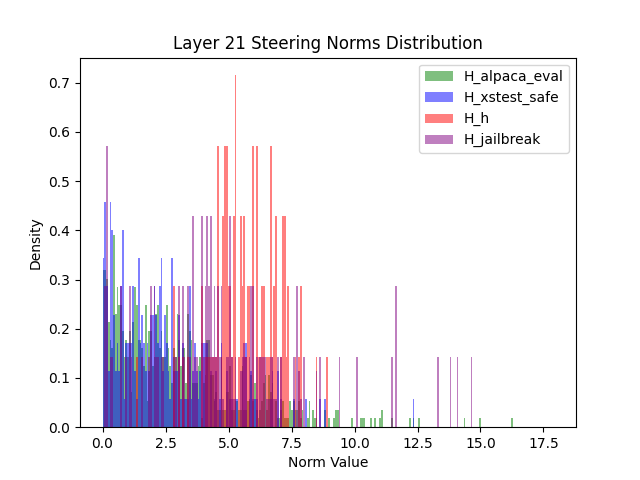 Layer 21 Steering Norms Distribution
H_alpaca_eval
H_xstest_safe
H_h
H_jailbreak
Density
0.7
0.6
0.5
0.4
0.3
0.2
0.1
0.0
0.0 2.5 5.0 7.5 10.0 12.5 15.0 17.5
Norm Value